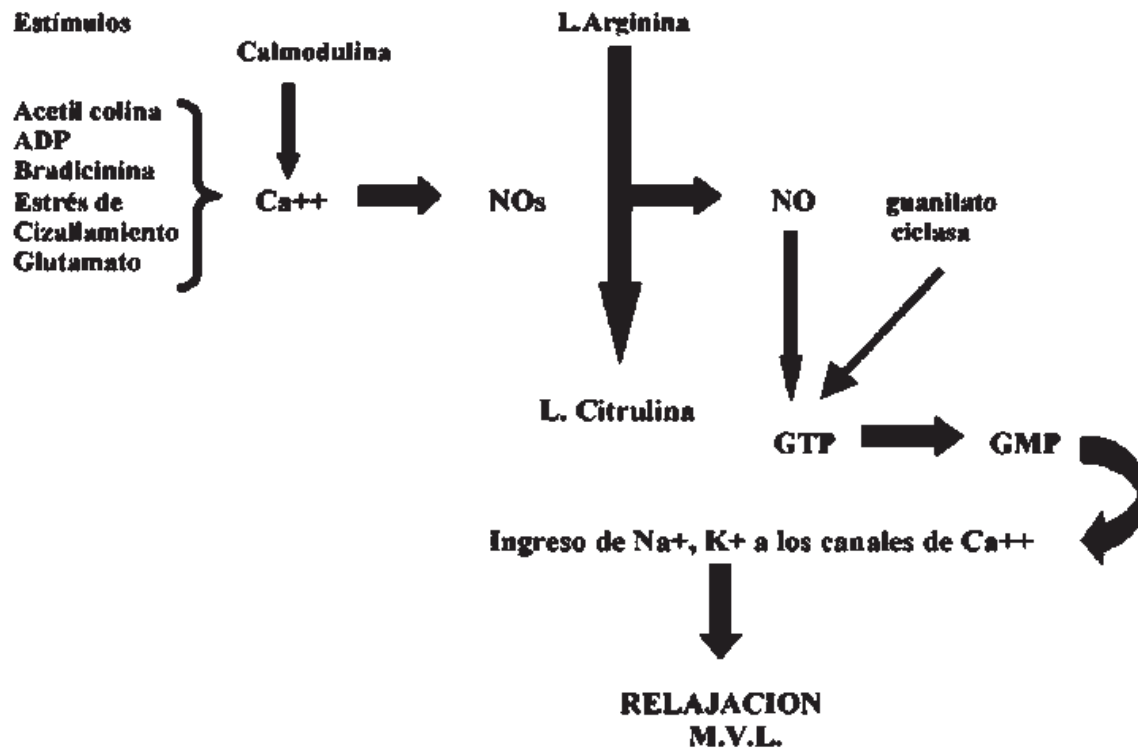 Estímulos
L.Arginina
Calmodulina
Acetil colina
ADP
Bradicinina
Estrés de
Cizallamiento
Glutamato
Ca++
NOs
NO
guanilato
ciclasa
L. Citrulina
GTP
GMP
Ingreso de Na+, K+ a los canales de Ca++
RELAJACION
M.V.L.